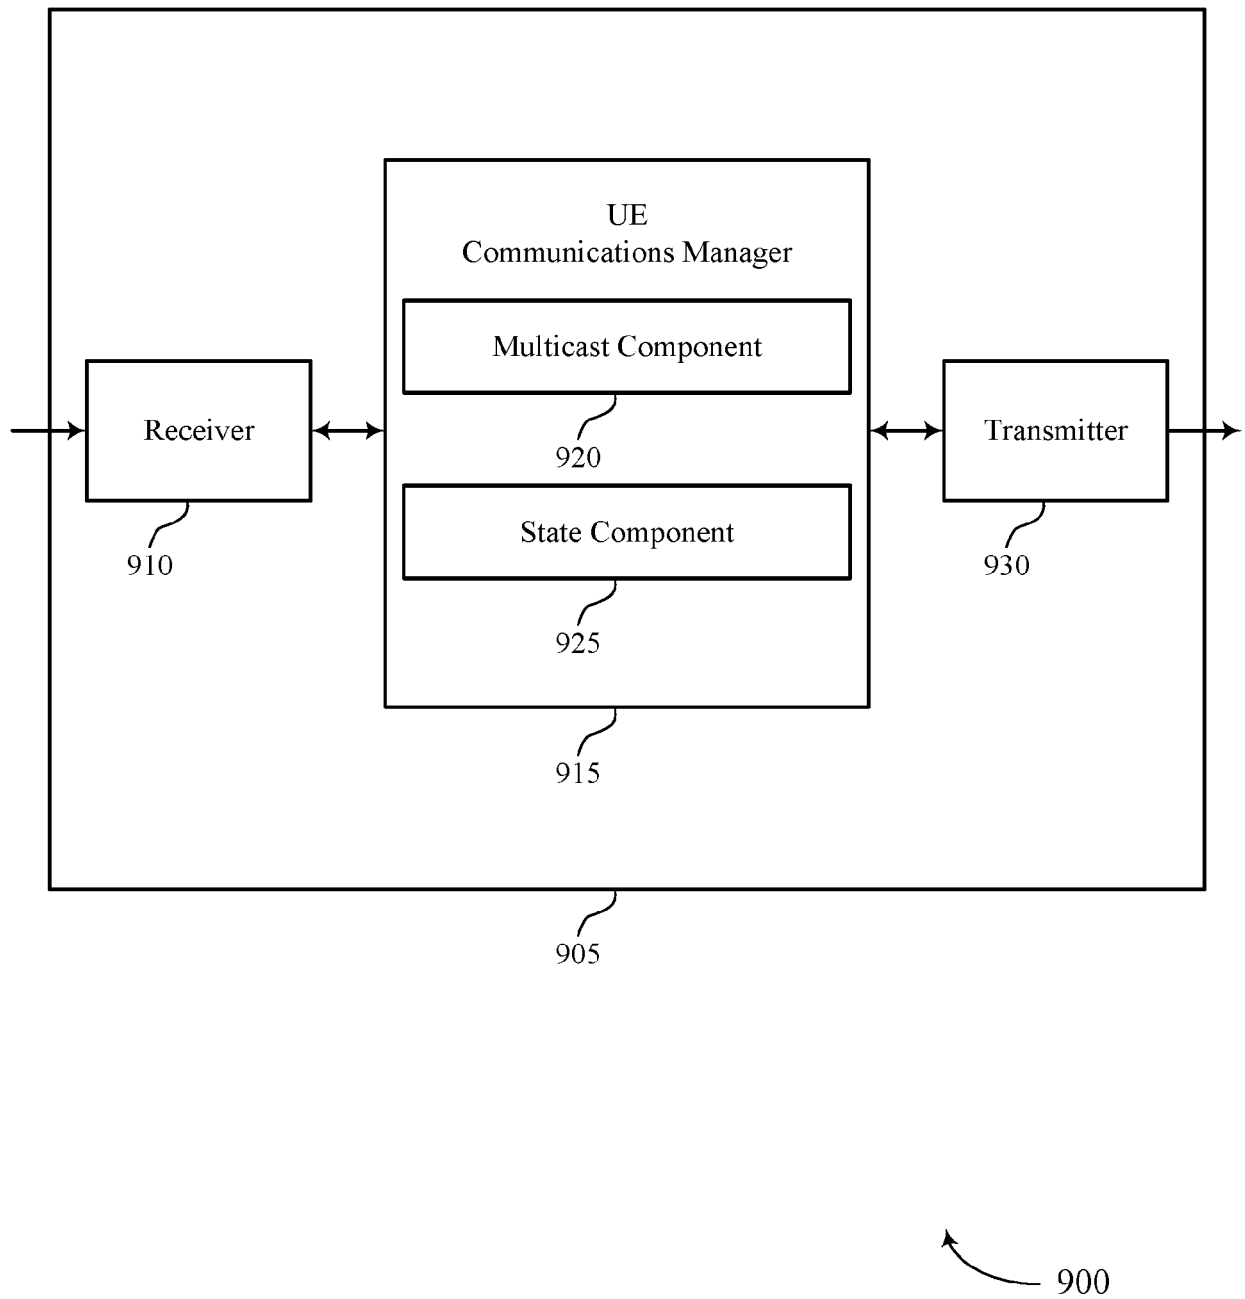 UE
Communications Manager
Multicast Component
920
Receiver
910
Transmitter
930
State Component
925
915
905
900